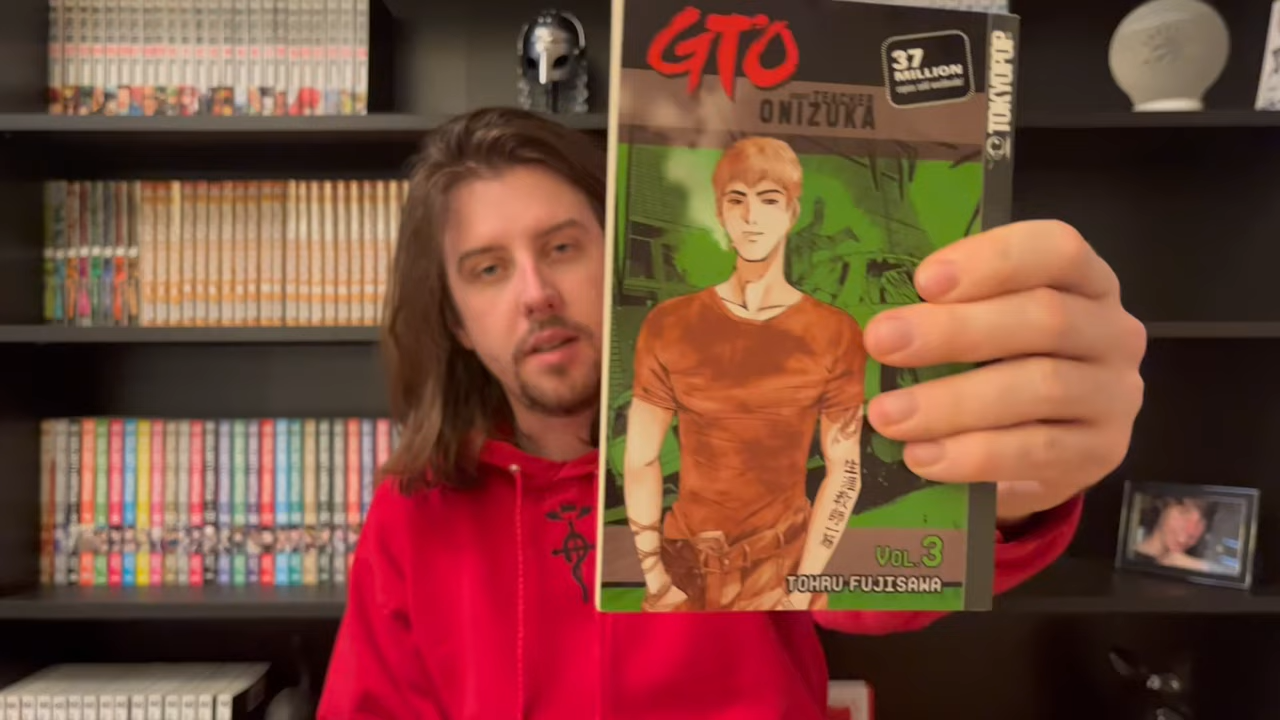 GTO
37
MILLION
TEACHER
ONIZUKA
TOKYOPOP
VOL.3
TOHRU FUJISAWA